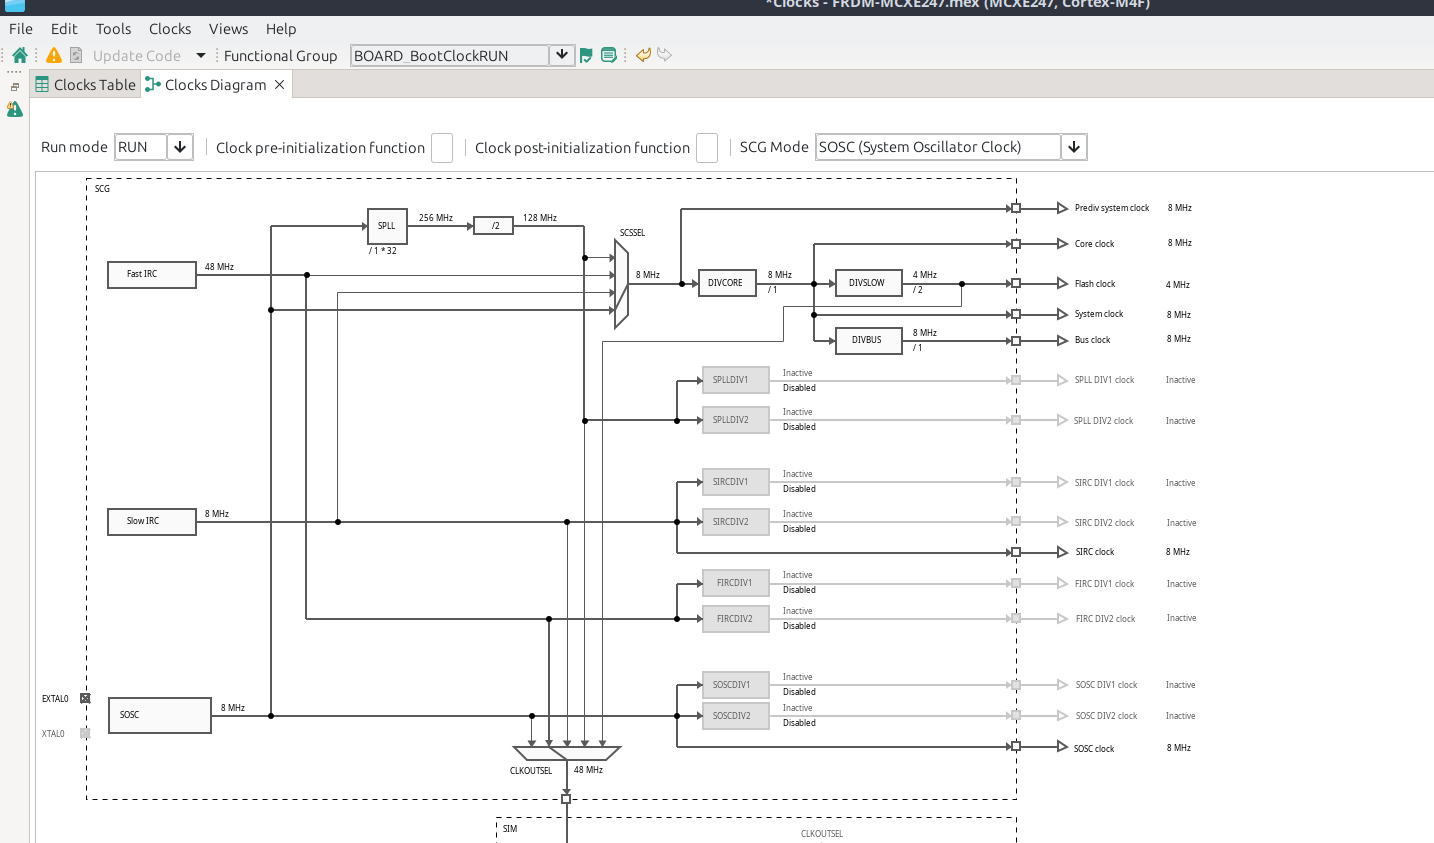 *Clocks - FRDM-MCXE247.mex (MCXE247, Cortex-M4F)
File Edit Tools Clocks Views Help
Update Code Functional Group BOARD_BootClockRUN
Clocks Table Clocks Diagram
Run mode RUN Clock pre-initialization function Clock post-initialization function SCG Mode SOSC (System Oscillator Clock)
SCG
Prediv system clock 8 MHz
SPLL 256 MHz /2 128 MHz
/ 1 * 32
SCSSEL
Core clock 8 MHz
Fast IRC 48 MHz
8 MHz DIVCORE 8 MHz
/ 1
DIVSLOW 4 MHz
/ 2
Flash clock 4 MHz
System clock 8 MHz
DIVBUS 8 MHz
/ 1
Bus clock 8 MHz
SPLLDIV1 Inactive
Disabled
SPLL DIV1 clock Inactive
SPLLDIV2 Inactive
Disabled
SPLL DIV2 clock Inactive
SIRCDIV1 Inactive
Disabled
SIRC DIV1 clock Inactive
Slow IRC 8 MHz
SIRCDIV2 Inactive
Disabled
SIRC DIV2 clock Inactive
SIRC clock 8 MHz
FIRCDIV1 Inactive
Disabled
FIRC DIV1 clock Inactive
FIRCDIV2 Inactive
Disabled
FIRC DIV2 clock Inactive
SOSCDIV1 Inactive
Disabled
SOSC DIV1 clock Inactive
EXTAL0
SOSC 8 MHz
SOSCDIV2 Inactive
Disabled
SOSC DIV2 clock Inactive
XTAL0
SOSC clock 8 MHz
CLKOUTSEL 48 MHz
SIM
CLKOUTSEL